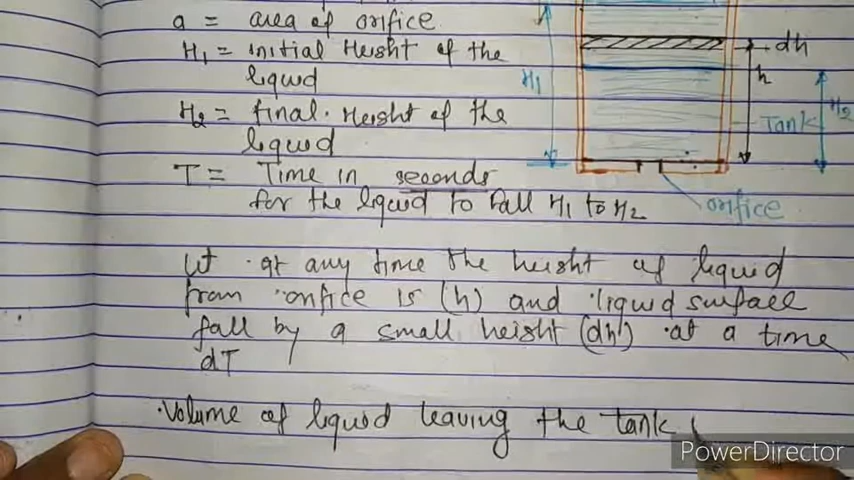 a = area of orifice
H1 = initial Height of the
liquid
H2 = final. Height of the
liquid
T = Time in seconds
for the liquid to fall H1 to H2
dh
h
H1
H2
Tank
orifice
Let at any time the height of liquid
from orifice is (h) and liquid surface
fall by a small height (dh) at a time
dT
Volume of liquid leaving the tank
PowerDirector